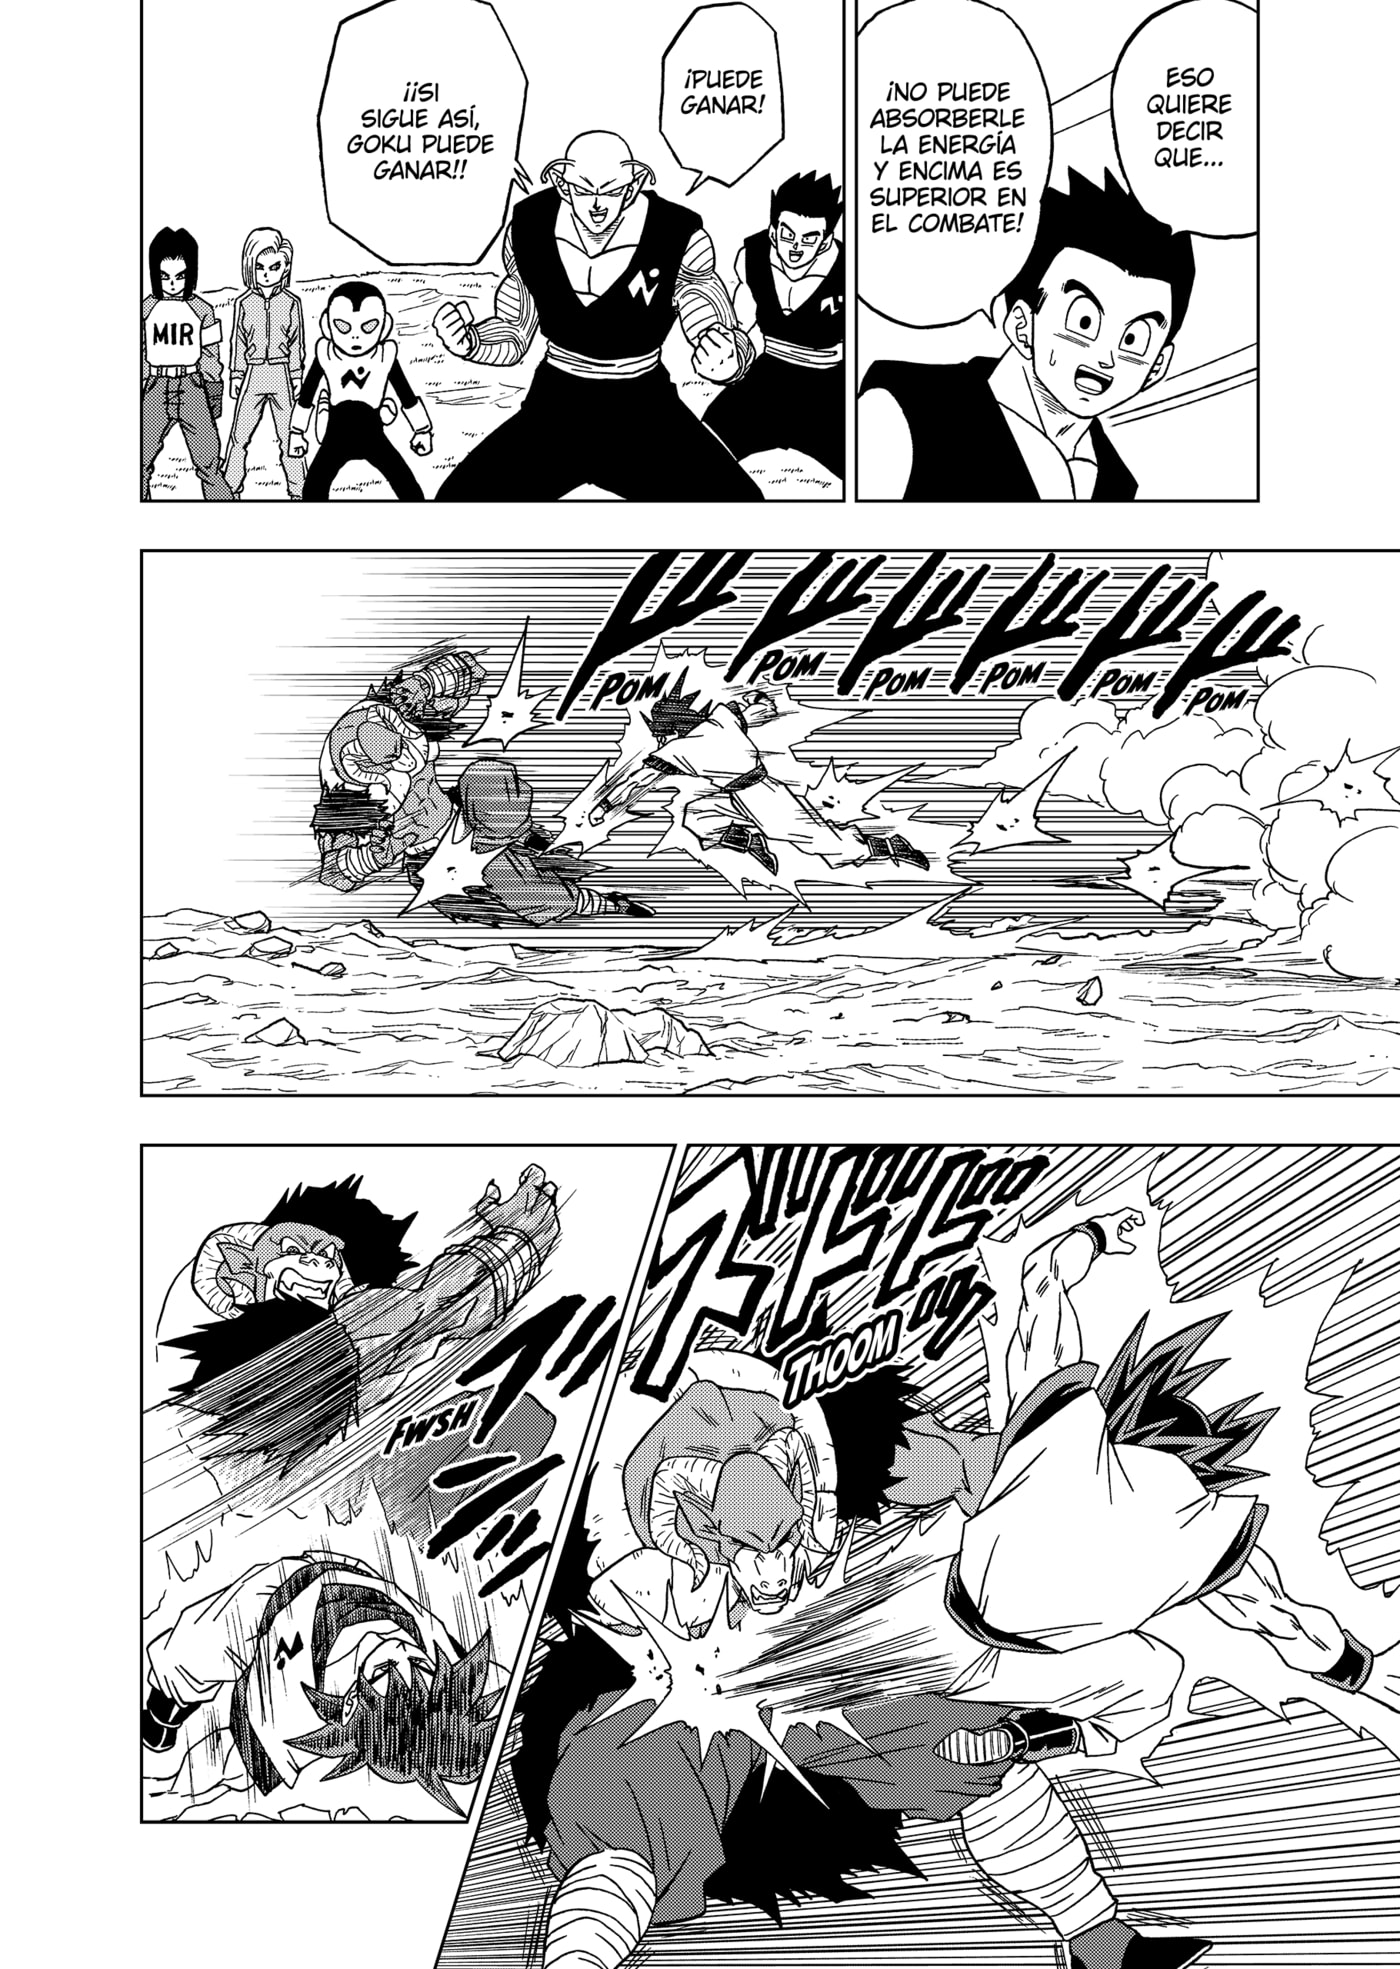 ESO
QUIERE
DECIR
QUE...
¡NO PUEDE
ABSORBERLE
LA ENERGÍA
Y ENCIMA ES
SUPERIOR EN
EL COMBATE!
¡PUEDE
GANAR!
¡¡SI
SIGUE ASÍ,
GOKU PUEDE
GANAR!!
MIR
POM
POM
POM
POM
POM
POM
THOOM
FWSH